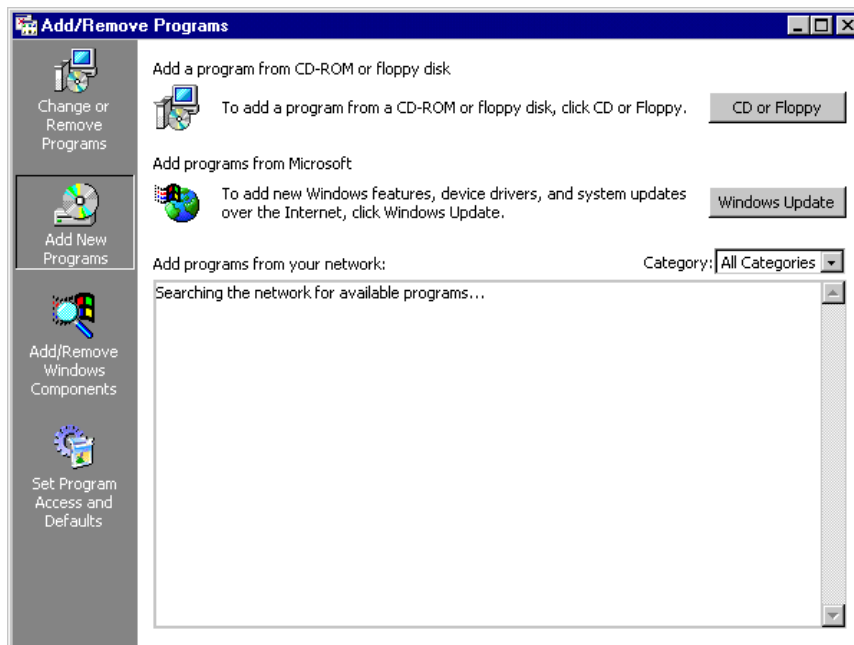 Add/Remove Programs
Change or
Remove
Programs
Add New
Programs
Add/Remove
Windows
Components
Set Program
Access and
Defaults
Add a program from CD-ROM or floppy disk
To add a program from a CD-ROM or floppy disk, click CD or Floppy.
CD or Floppy
Add programs from Microsoft
To add new Windows features, device drivers, and system updates
over the Internet, click Windows Update.
Windows Update
Add programs from your network:
Category: All Categories
Searching the network for available programs...